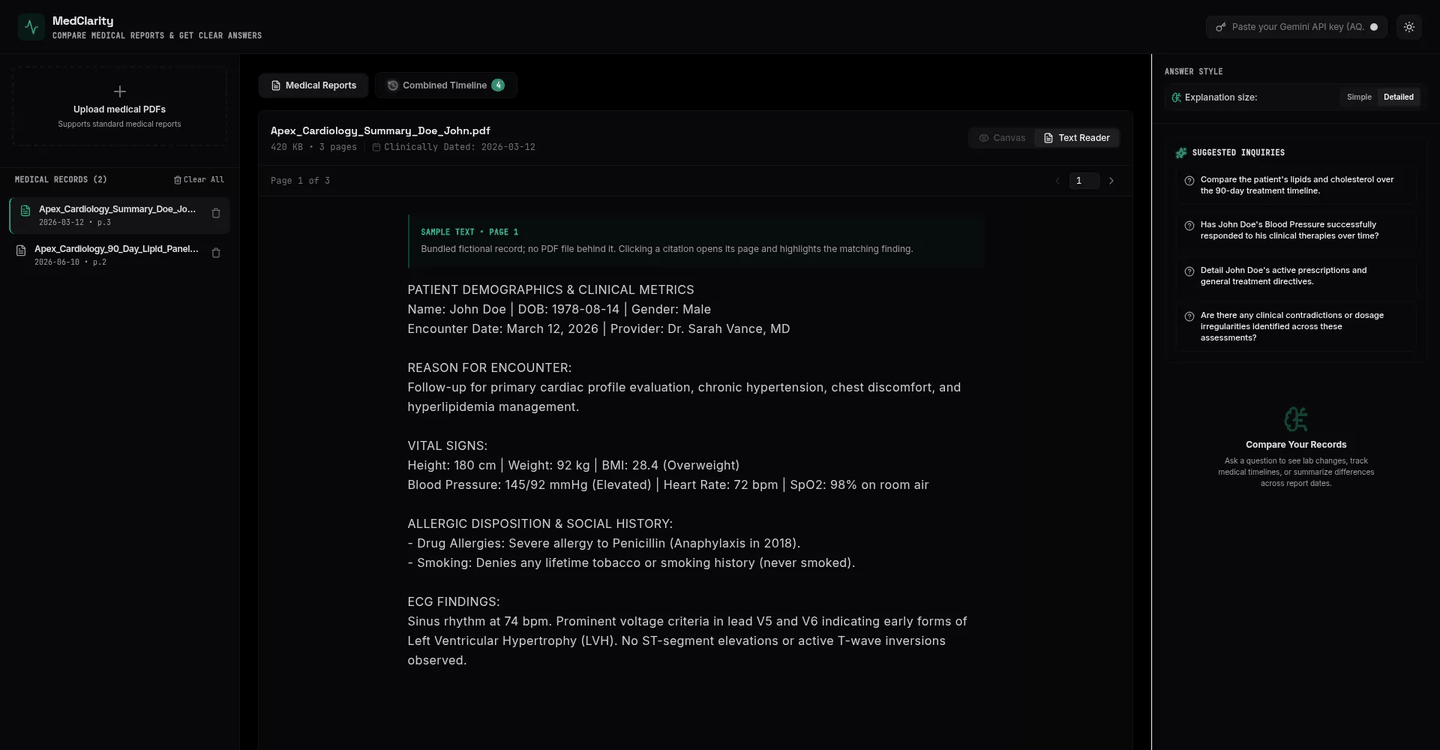 MedClarity
COMPARE MEDICAL REPORTS & GET CLEAR ANSWERS
Paste your Gemini API key (AQ.
Upload medical PDFs
Supports standard medical reports
MEDICAL RECORDS (2)
Clear All
Apex_Cardiology_Summary_Doe_Jo...
2026-03-12 • p.3
Apex_Cardiology_90_Day_Lipid_Panel...
2026-06-10 • p.2
Medical Reports
Combined Timeline 4
Apex_Cardiology_Summary_Doe_John.pdf
420 KB • 3 pages
Clinically Dated: 2026-03-12
Canvas
Text Reader
Page 1 of 3
1
SAMPLE TEXT • PAGE 1
Bundled fictional record; no PDF file behind it. Clicking a citation opens its page and highlights the matching finding.
PATIENT DEMOGRAPHICS & CLINICAL METRICS
Name: John Doe | DOB: 1978-08-14 | Gender: Male
Encounter Date: March 12, 2026 | Provider: Dr. Sarah Vance, MD
REASON FOR ENCOUNTER:
Follow-up for primary cardiac profile evaluation, chronic hypertension, chest discomfort, and
hyperlipidemia management.
VITAL SIGNS:
Height: 180 cm | Weight: 92 kg | BMI: 28.4 (Overweight)
Blood Pressure: 145/92 mmHg (Elevated) | Heart Rate: 72 bpm | SpO2: 98% on room air
ALLERGIC DISPOSITION & SOCIAL HISTORY:
- Drug Allergies: Severe allergy to Penicillin (Anaphylaxis in 2018).
- Smoking: Denies any lifetime tobacco or smoking history (never smoked).
ECG FINDINGS:
Sinus rhythm at 74 bpm. Prominent voltage criteria in lead V5 and V6 indicating early forms of
Left Ventricular Hypertrophy (LVH). No ST-segment elevations or active T-wave inversions
observed.
ANSWER STYLE
Explanation size:
Simple
Detailed
SUGGESTED INQUIRIES
Compare the patient's lipids and cholesterol over
the 90-day treatment timeline.
Has John Doe's Blood Pressure successfully
responded to his clinical therapies over time?
Detail John Doe's active prescriptions and
general treatment directives.
Are there any clinical contradictions or dosage
irregularities identified across these
assessments?
Compare Your Records
Ask a question to see lab changes, track
medical timelines, or summarize differences
across report dates.